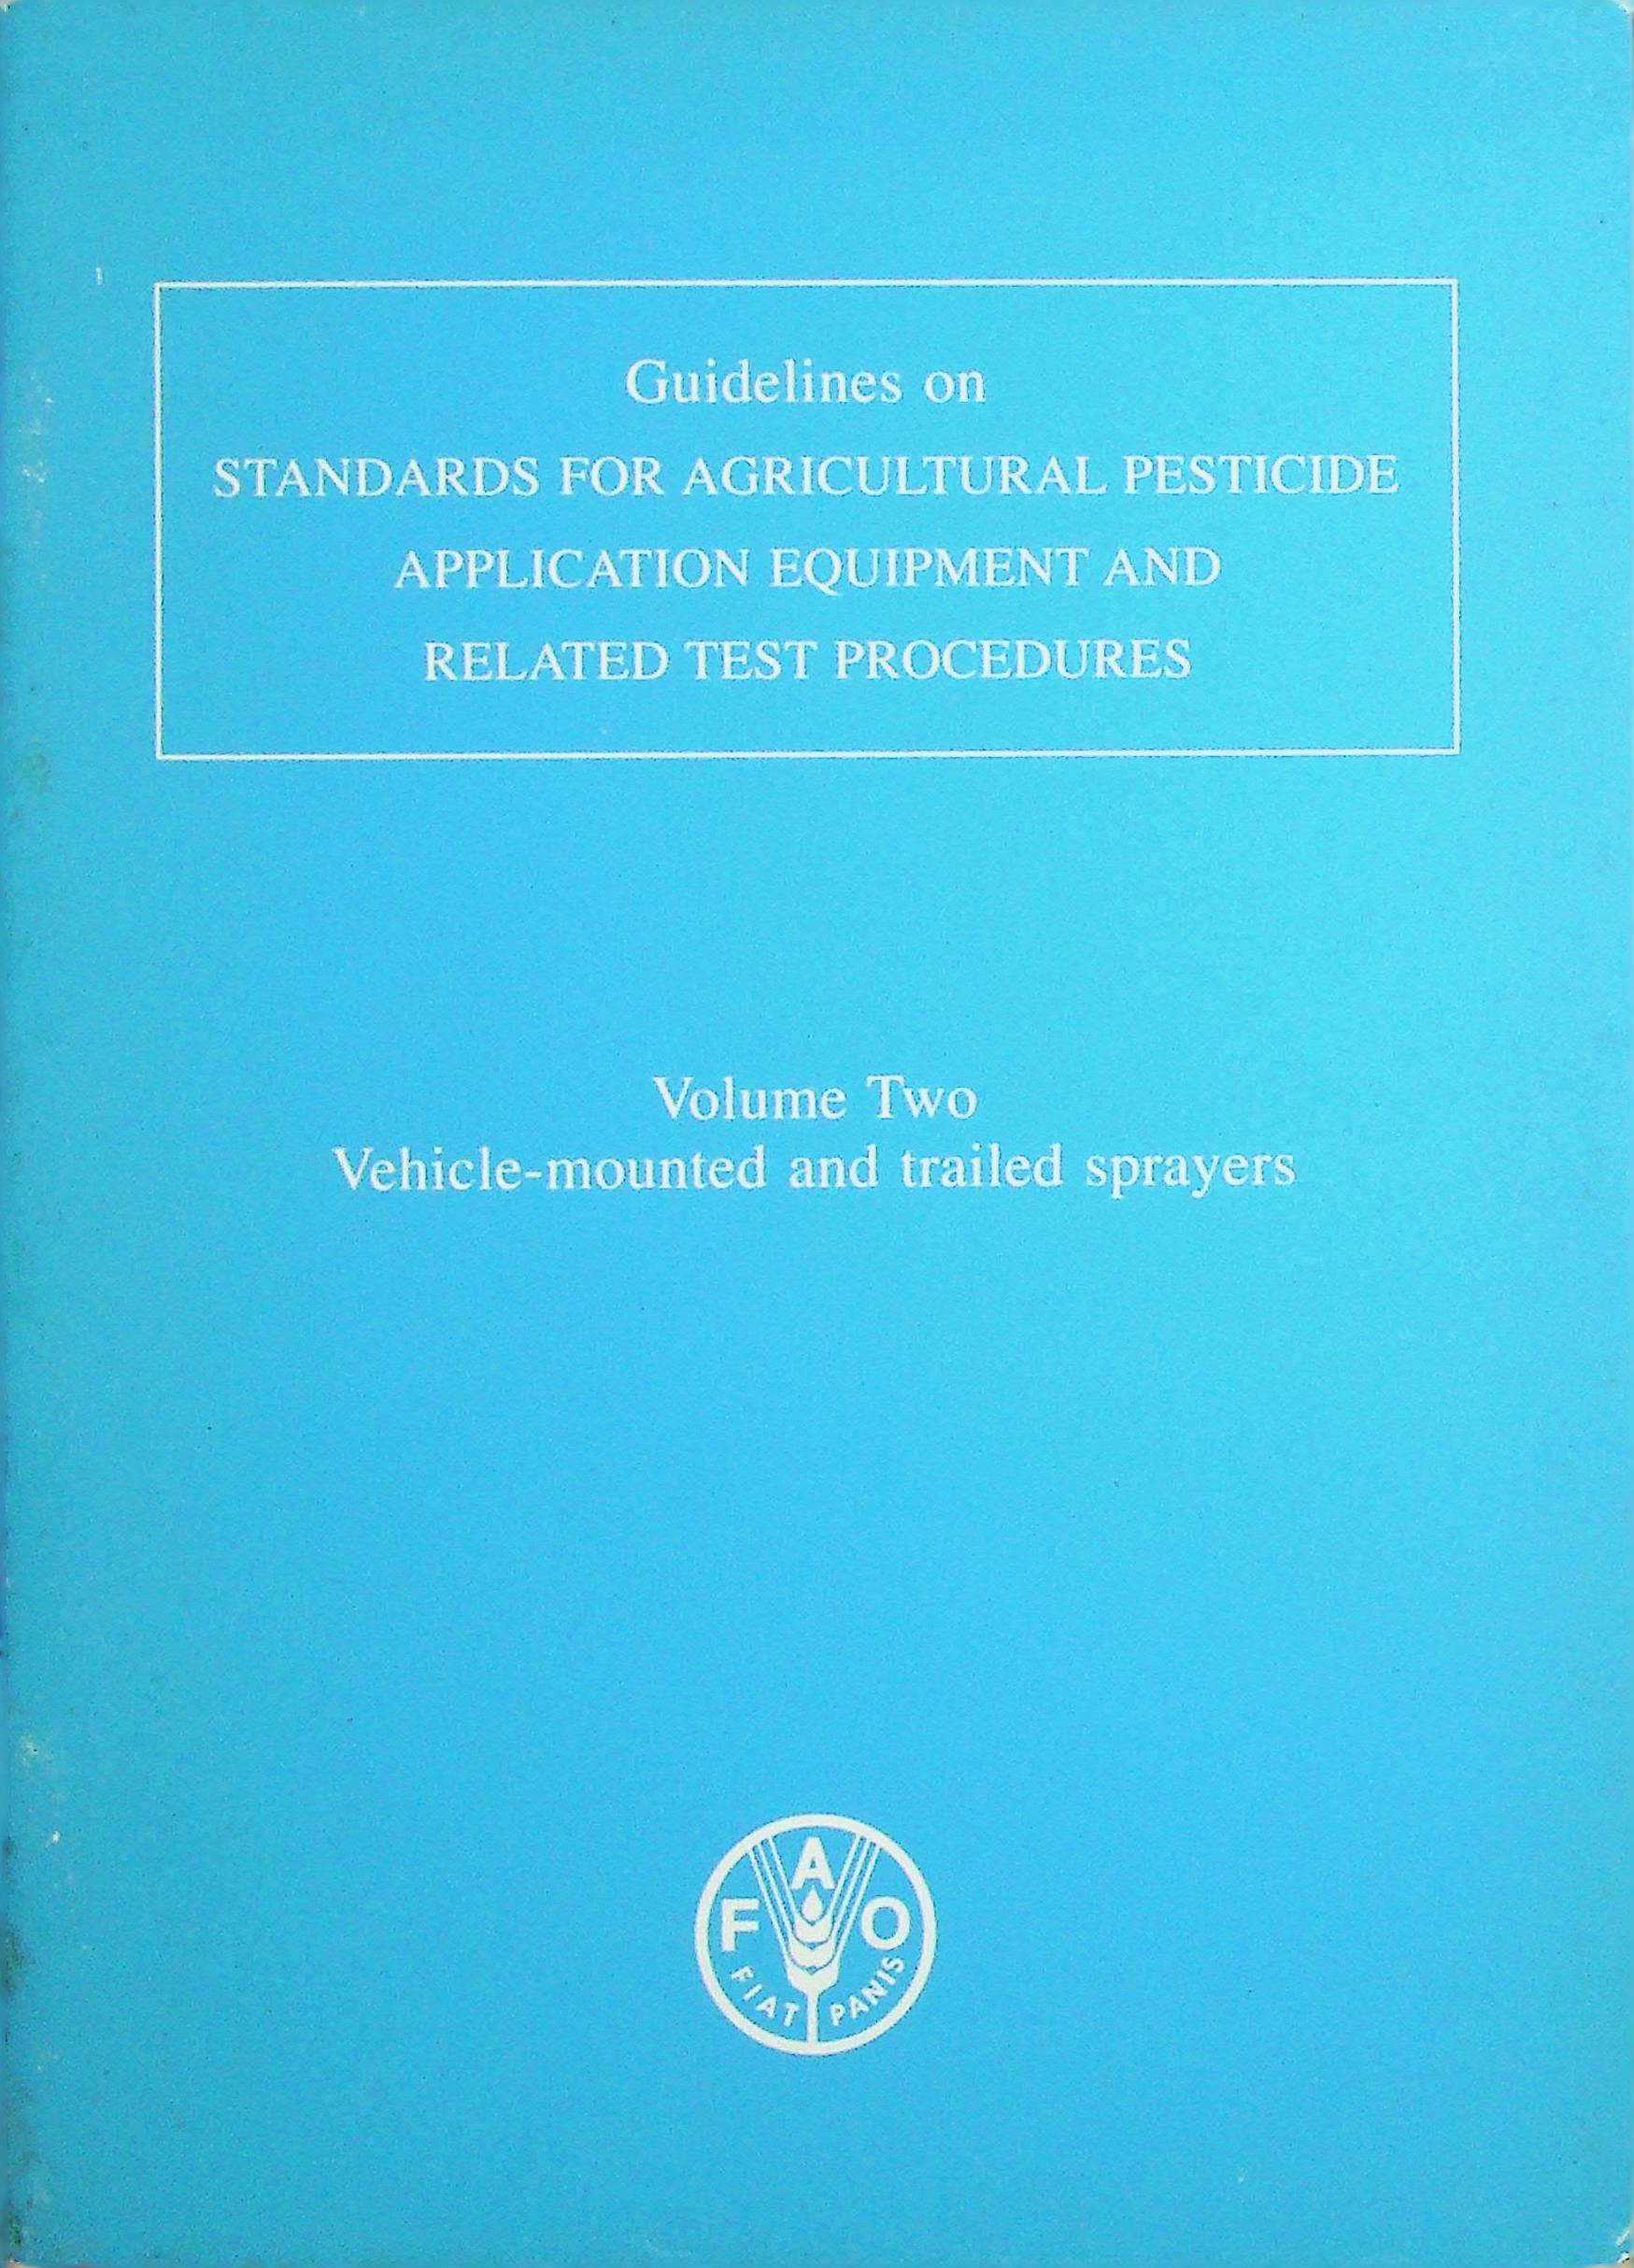 Guidelines on
STANDARDS FOR AGRICULTURAL PESTICIDE
APPLICATION EQUIPMENT AND
RELATED TEST PROCEDURES
Volume Two
Vehicle-mounted and trailed sprayers
F A O
FIAT PANIS